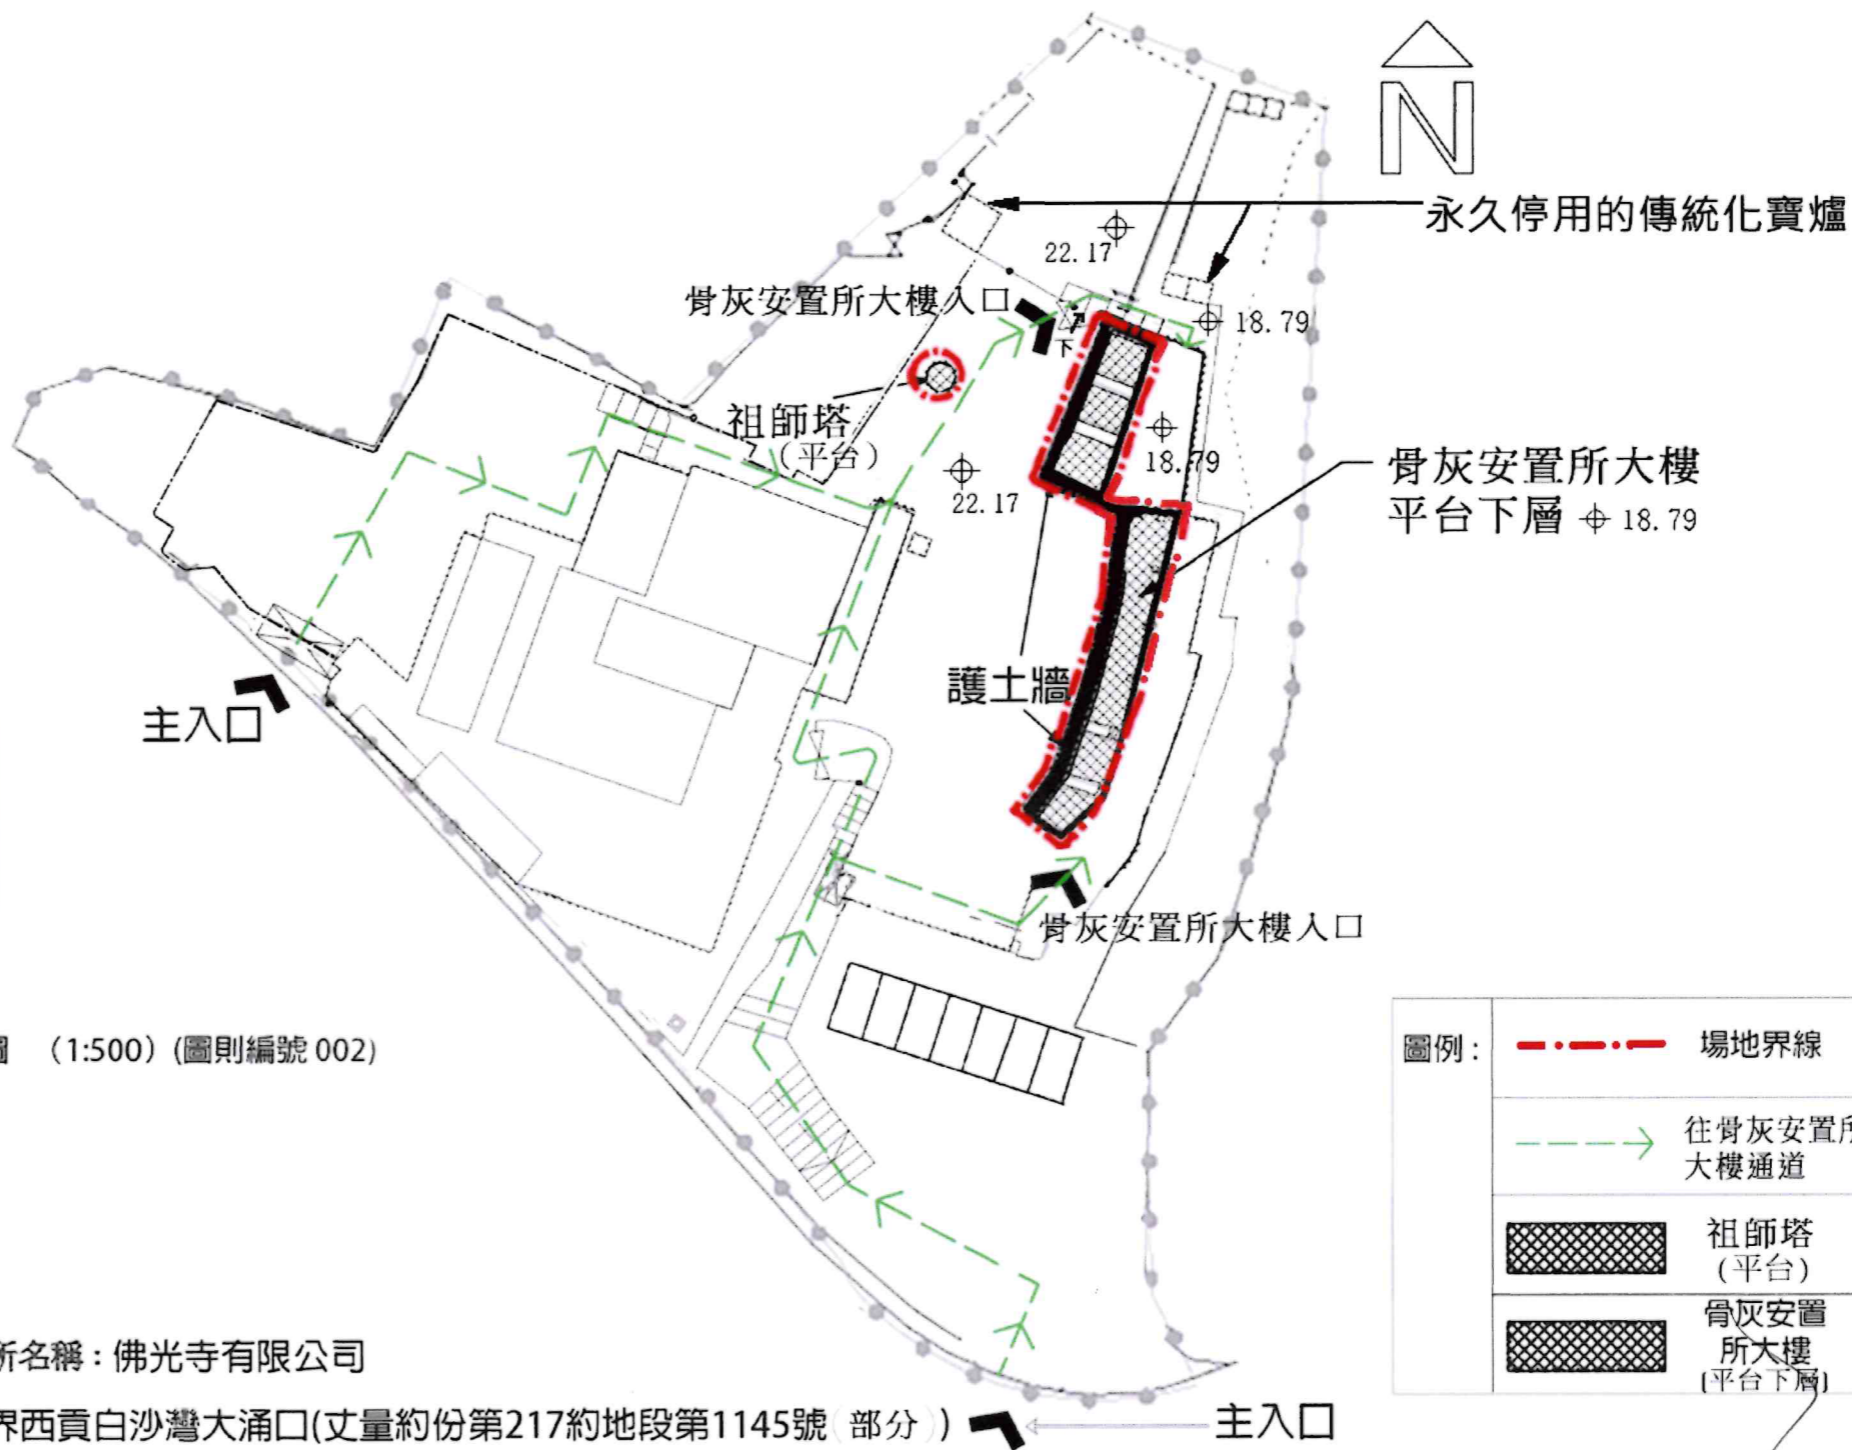 N
永久停用的傳統化寶爐
22.17
骨灰安置所大樓入口
18.79
下
祖師塔
（平台）
18.79
22.17
骨灰安置所大樓
平台下層 18.79
護土牆
主入口
骨灰安置所大樓入口
(1:500) (圖則編號 002)
圖例：
場地界線
往骨灰安置所
大樓通道
祖師塔
(平台)
骨灰安置
所大樓
(平台下層)
所名稱：佛光寺有限公司
界西貢白沙灣大涌口(丈量約份第217約地段第1145號(部分))
主入口